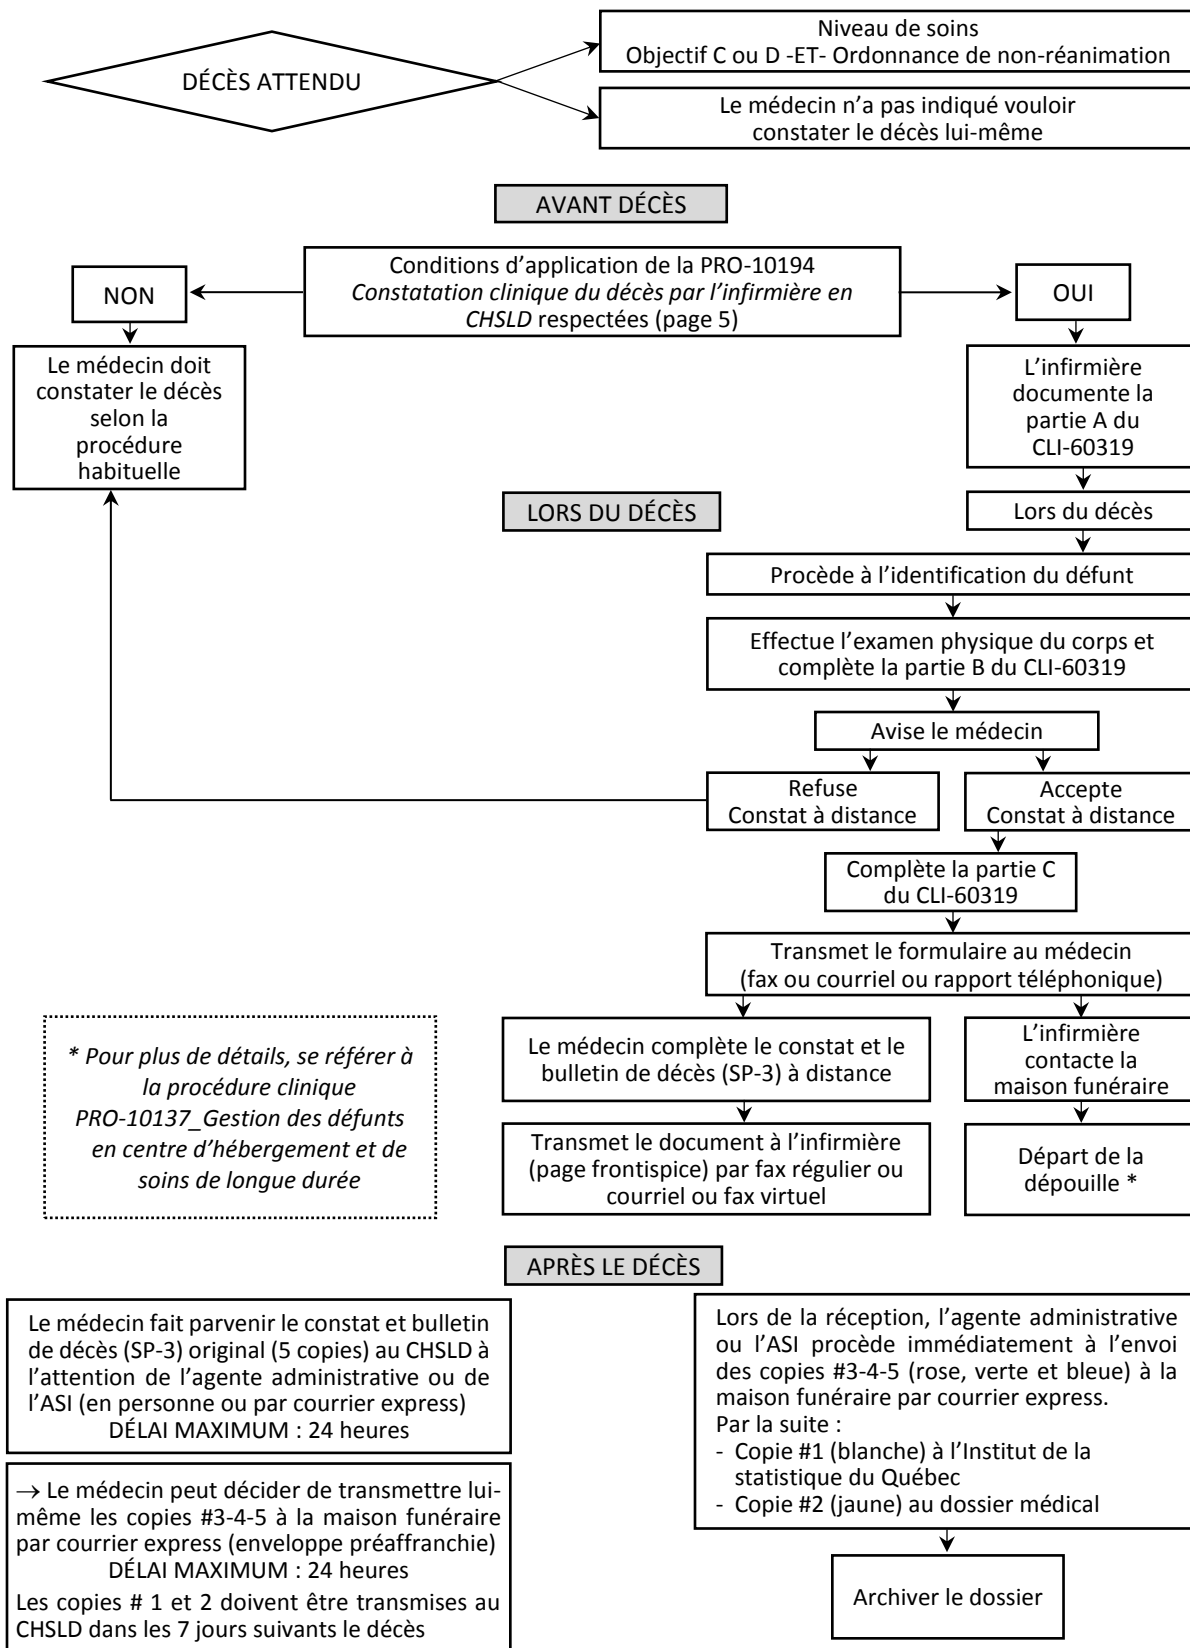 DÉCÈS ATTENDU
Niveau de soins
Objectif C ou D -ET- Ordonnance de non-réanimation
Le médecin n’a pas indiqué vouloir
constater le décès lui-même
AVANT DÉCÈS
Conditions d’application de la PRO-10194
Constatation clinique du décès par l’infirmière en
CHSLD respectées (page 5)
NON
OUI
Le médecin doit
constater le décès
selon la
procédure
habituelle
L’infirmière
documente la
partie A du
CLI-60319
LORS DU DÉCÈS
Lors du décès
Procède à l’identification du défunt
Effectue l’examen physique du corps et
complète la partie B du CLI-60319
Avise le médecin
Refuse
Constat à distance
Accepte
Constat à distance
Complète la partie C
du CLI-60319
Transmet le formulaire au médecin
(fax ou courriel ou rapport téléphonique)
* Pour plus de détails, se référer à
la procédure clinique
PRO-10137_Gestion des défunts
en centre d’hébergement et de
soins de longue durée
Le médecin complète le constat et le
bulletin de décès (SP-3) à distance
L’infirmière
contacte la
maison funéraire
Transmet le document à l’infirmière
(page frontispice) par fax régulier ou
courriel ou fax virtuel
Départ de la
dépouille *
APRÈS LE DÉCÈS
Le médecin fait parvenir le constat et bulletin
de décès (SP-3) original (5 copies) au CHSLD à
l’attention de l’agente administrative ou de
l’ASI (en personne ou par courrier express)
DÉLAI MAXIMUM : 24 heures
→ Le médecin peut décider de transmettre lui-
même les copies #3-4-5 à la maison funéraire
par courrier express (enveloppe préaffranchie)
DÉLAI MAXIMUM : 24 heures
Les copies # 1 et 2 doivent être transmises au
CHSLD dans les 7 jours suivants le décès
Lors de la réception, l’agente administrative
ou l’ASI procède immédiatement à l’envoi
des copies #3-4-5 (rose, verte et bleue) à la
maison funéraire par courrier express.
Par la suite :
- Copie #1 (blanche) à l’Institut de la
statistique du Québec
- Copie #2 (jaune) au dossier médical
Archiver le dossier